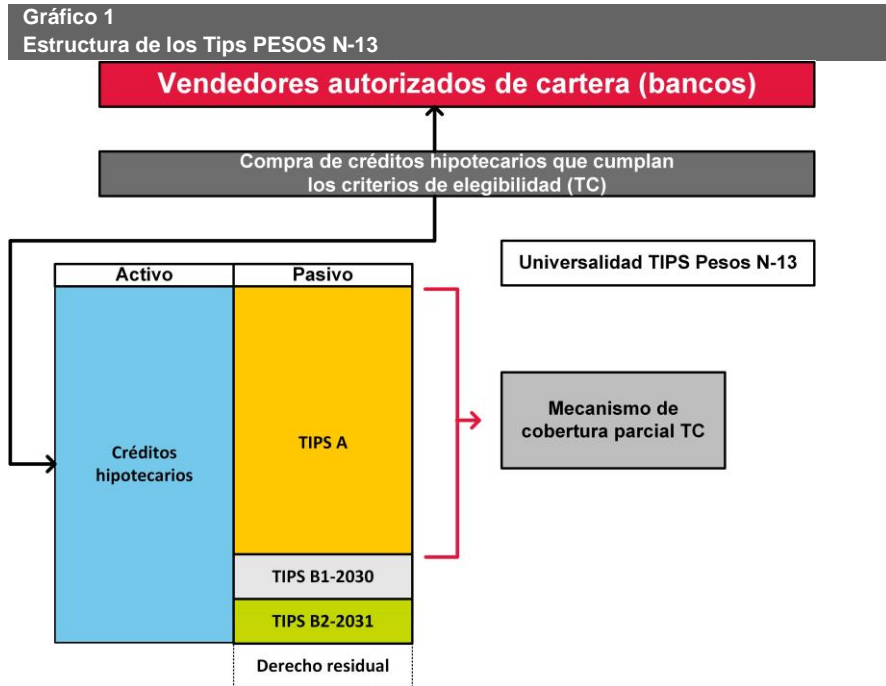 Gráfico 1
Estructura de los Tips PESOS N-13
Vendedores autorizados de cartera (bancos)
Compra de créditos hipotecarios que cumplan
los criterios de elegibilidad (TC)
Universalidad TIPS Pesos N-13
Activo
Pasivo
Créditos
hipotecarios
TIPS A
Mecanismo de
cobertura parcial TC
TIPS B1-2030
TIPS B2-2031
Derecho residual